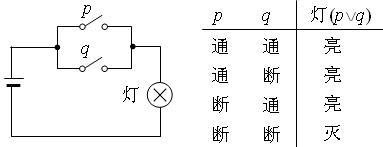 p
q
灯
p q 灯(p∨q)
通 通 亮
通 断 亮
断 通 亮
断 断 灭